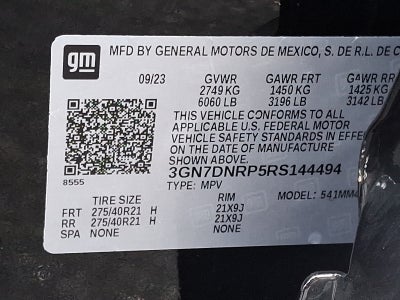 gm
MFD BY GENERAL MOTORS DE MEXICO, S. DE R.L. DE C
09/23 GVWR GAWR FRT GAWR RR
2749 KG 1450 KG 1425 KG
6060 LB 3196 LB 3142 LB
THIS VEHICLE CONFORMS TO ALL
APPLICABLE U.S. FEDERAL MOTOR
VEHICLE SAFETY STANDARDS IN EFFE
ON THE DATE OF MANUFACTURE
SHOWN ABOVE.
8555 3GN7DNRP5RS144494
TYPE: MPV MODEL: 541MM4
TIRE SIZE RIM
FRT 275/40R21 H 21X9J
RR 275/40R21 H 21X9J
SPA NONE NONE